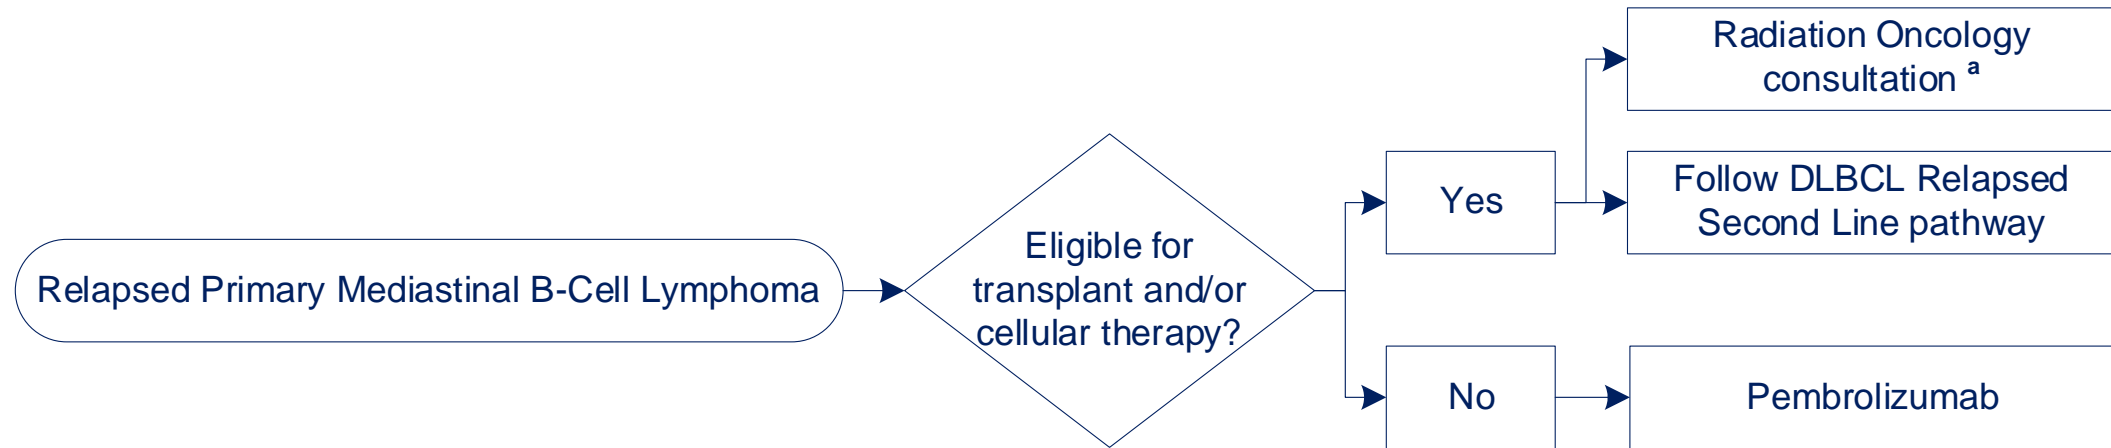 Relapsed Primary Mediastinal B-Cell Lymphoma
Eligible for
transplant and/or
cellular therapy?
Yes
Radiation Oncology
consultation a
Follow DLBCL Relapsed
Second Line pathway
No
Pembrolizumab